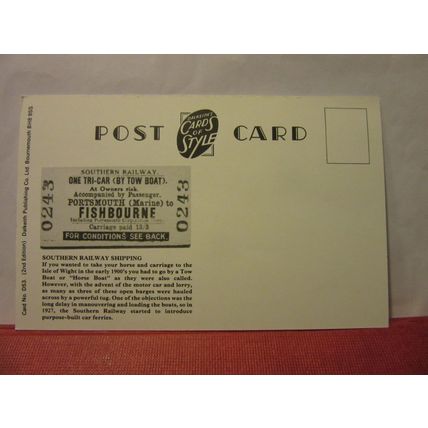 POST CARD
DALKEITH'S
CARDS
OF
STYLE
SOUTHERN RAILWAY.
ONE TRI-CAR (BY TOW BOAT).
At Owners risk.
Accompanied by Passenger.
PORTSMOUTH (Marine) to
FISHBOURNE
Including Portsmouth Corporation
Carriage paid 13/3
FOR CONDITIONS SEE BACK.
0243
0243
SOUTHERN RAILWAY SHIPPING
If you wanted to take your horse and carriage to the
Isle of Wight in the early 1900's you had to go by a Tow
Boat or "Horse Boat" as they were also called.
However, with the advent of the motor car and lorry,
as many as three of these open barges were hauled
across by a powerful tug. One of the objections was the
long delay in manouvering and loading the boats, so in
1927, the Southern Railway started to introduce
purpose-built car ferries.
Card No. D53 (2nd Edition) Dalkeith Publishing Co. Ltd. Bournemouth BH8 9SS